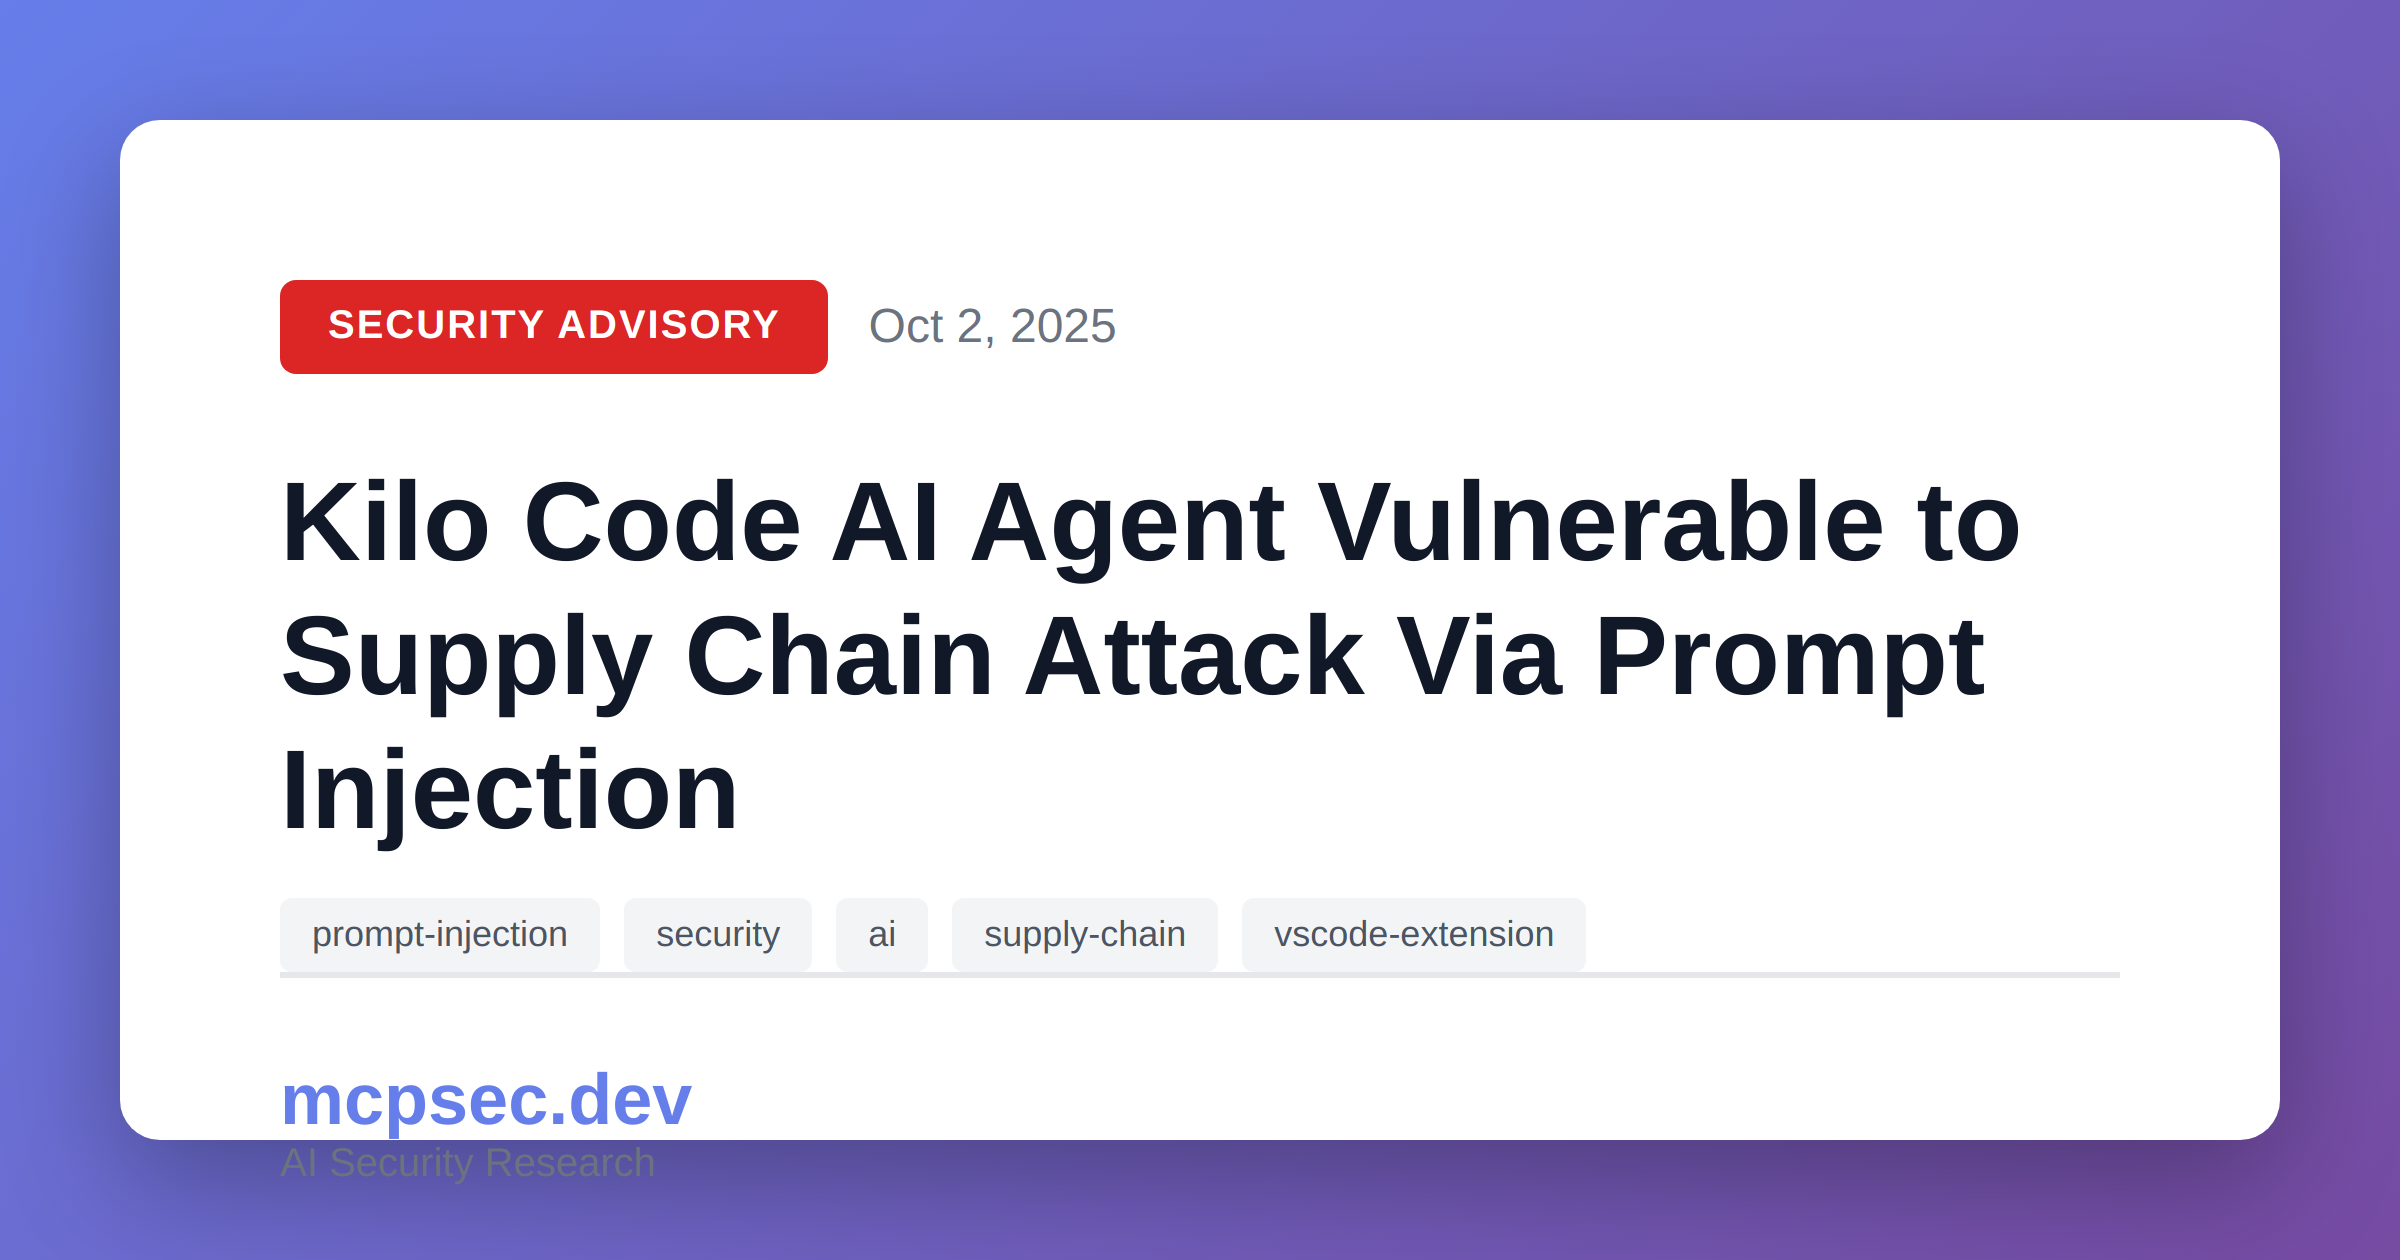 SECURITY ADVISORY Oct 2, 2025
Kilo Code AI Agent Vulnerable to
Supply Chain Attack Via Prompt
Injection
prompt-injection security ai supply-chain vscode-extension
mcpsec.dev
AI Security Research